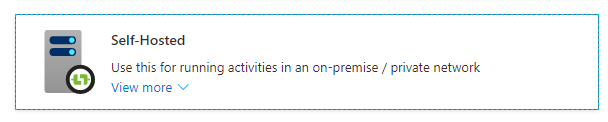 Self-Hosted
Use this for running activities in an on-premise / private network
View more